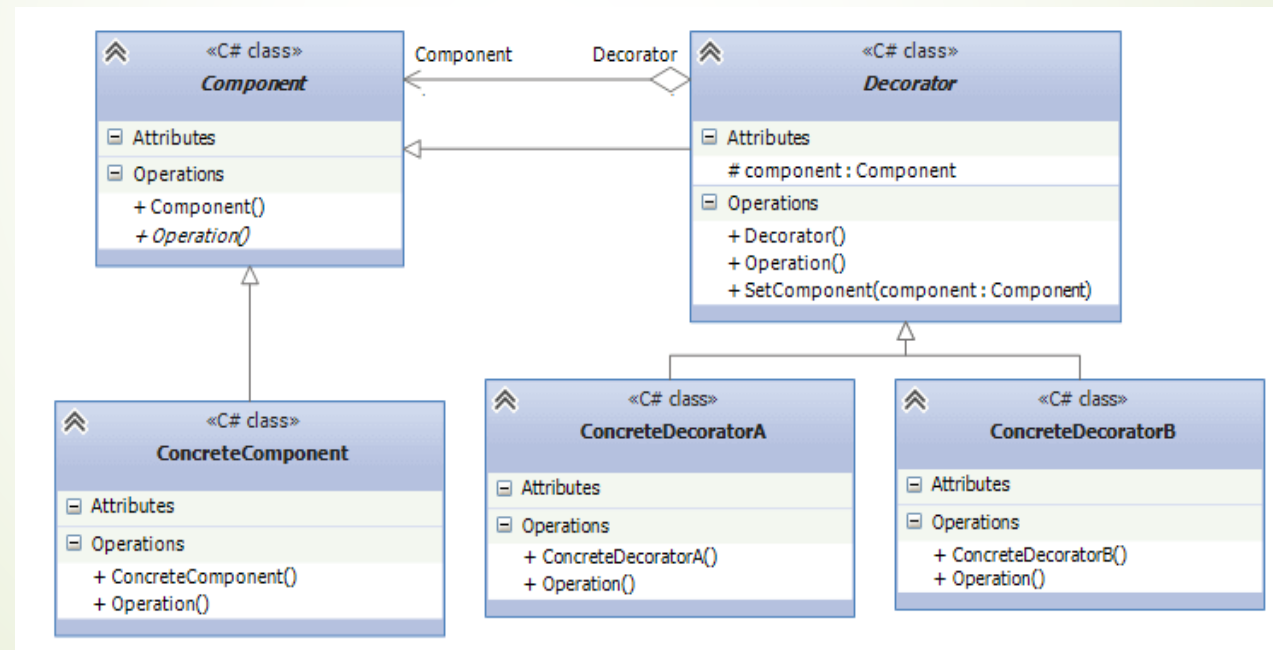 «C# class»
Component
Attributes
Operations
+ Component()
+ Operation()
Component
Decorator
«C# class»
Decorator
Attributes
# component : Component
Operations
+ Decorator()
+ Operation()
+ SetComponent(component : Component)
«C# class»
ConcreteComponent
Attributes
Operations
+ ConcreteComponent()
+ Operation()
«C# class»
ConcreteDecoratorA
Attributes
Operations
+ ConcreteDecoratorA()
+ Operation()
«C# class»
ConcreteDecoratorB
Attributes
Operations
+ ConcreteDecoratorB()
+ Operation()